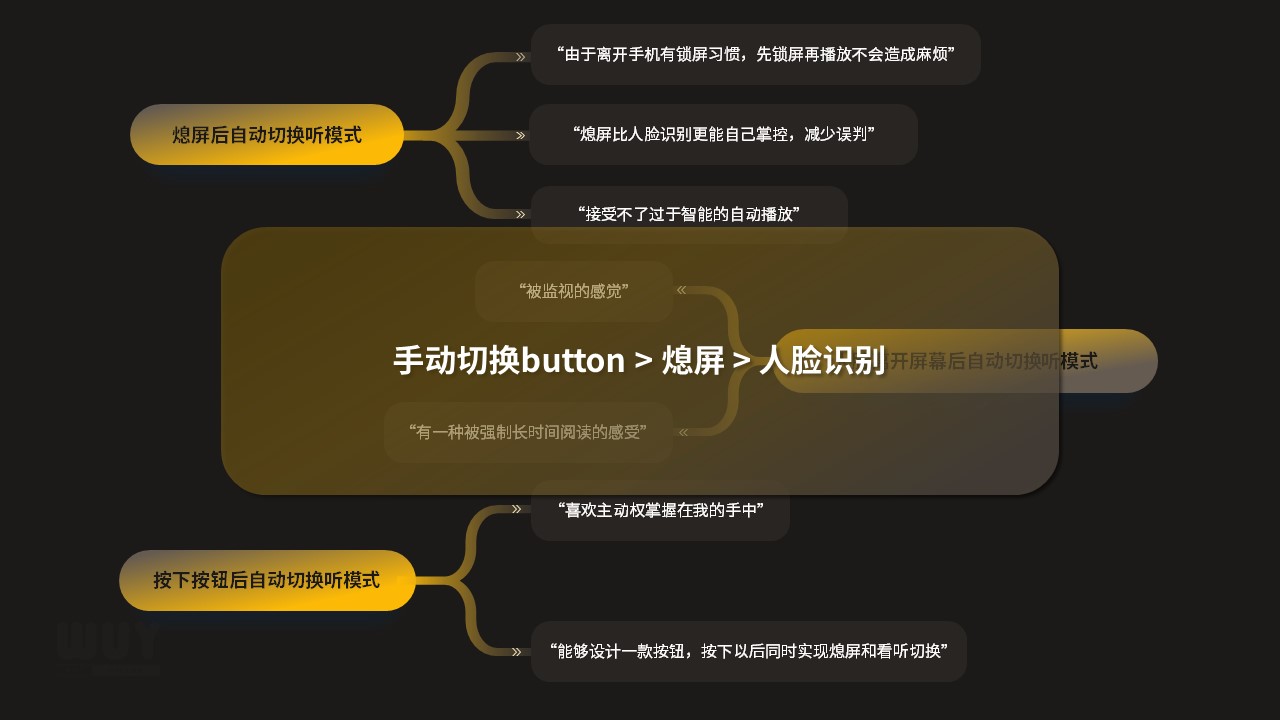 “由于离开手机有锁屏习惯，先锁屏再播放不会造成麻烦”
熄屏后自动切换听模式
“熄屏比人脸识别更能自己掌控，减少误判”
“接受不了过于智能的自动播放”
“被监视的感觉”
手动切换button > 熄屏 > 人脸识别
开屏幕后自动切换听模式
“有一种被强制长时间阅读的感受”
“喜欢主动权掌握在我的手中”
按下按钮后自动切换听模式
“能够设计一款按钮，按下以后同时实现熄屏和看听切换”
WUY